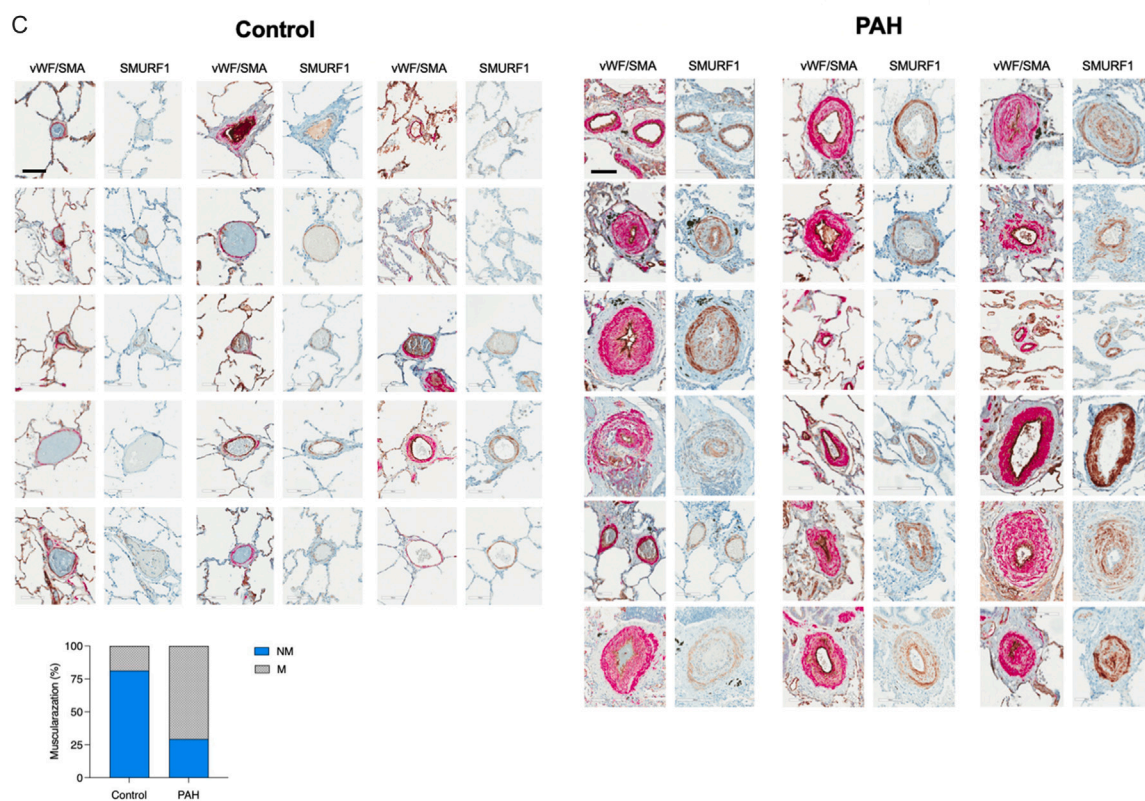 C
Control
PAH
vWF/SMA SMURF1 vWF/SMA SMURF1 vWF/SMA SMURF1
vWF/SMA SMURF1 vWF/SMA SMURF1 vWF/SMA SMURF1
Muscularazation (%)
100
75
50
25
0
Control PAH
NM
M